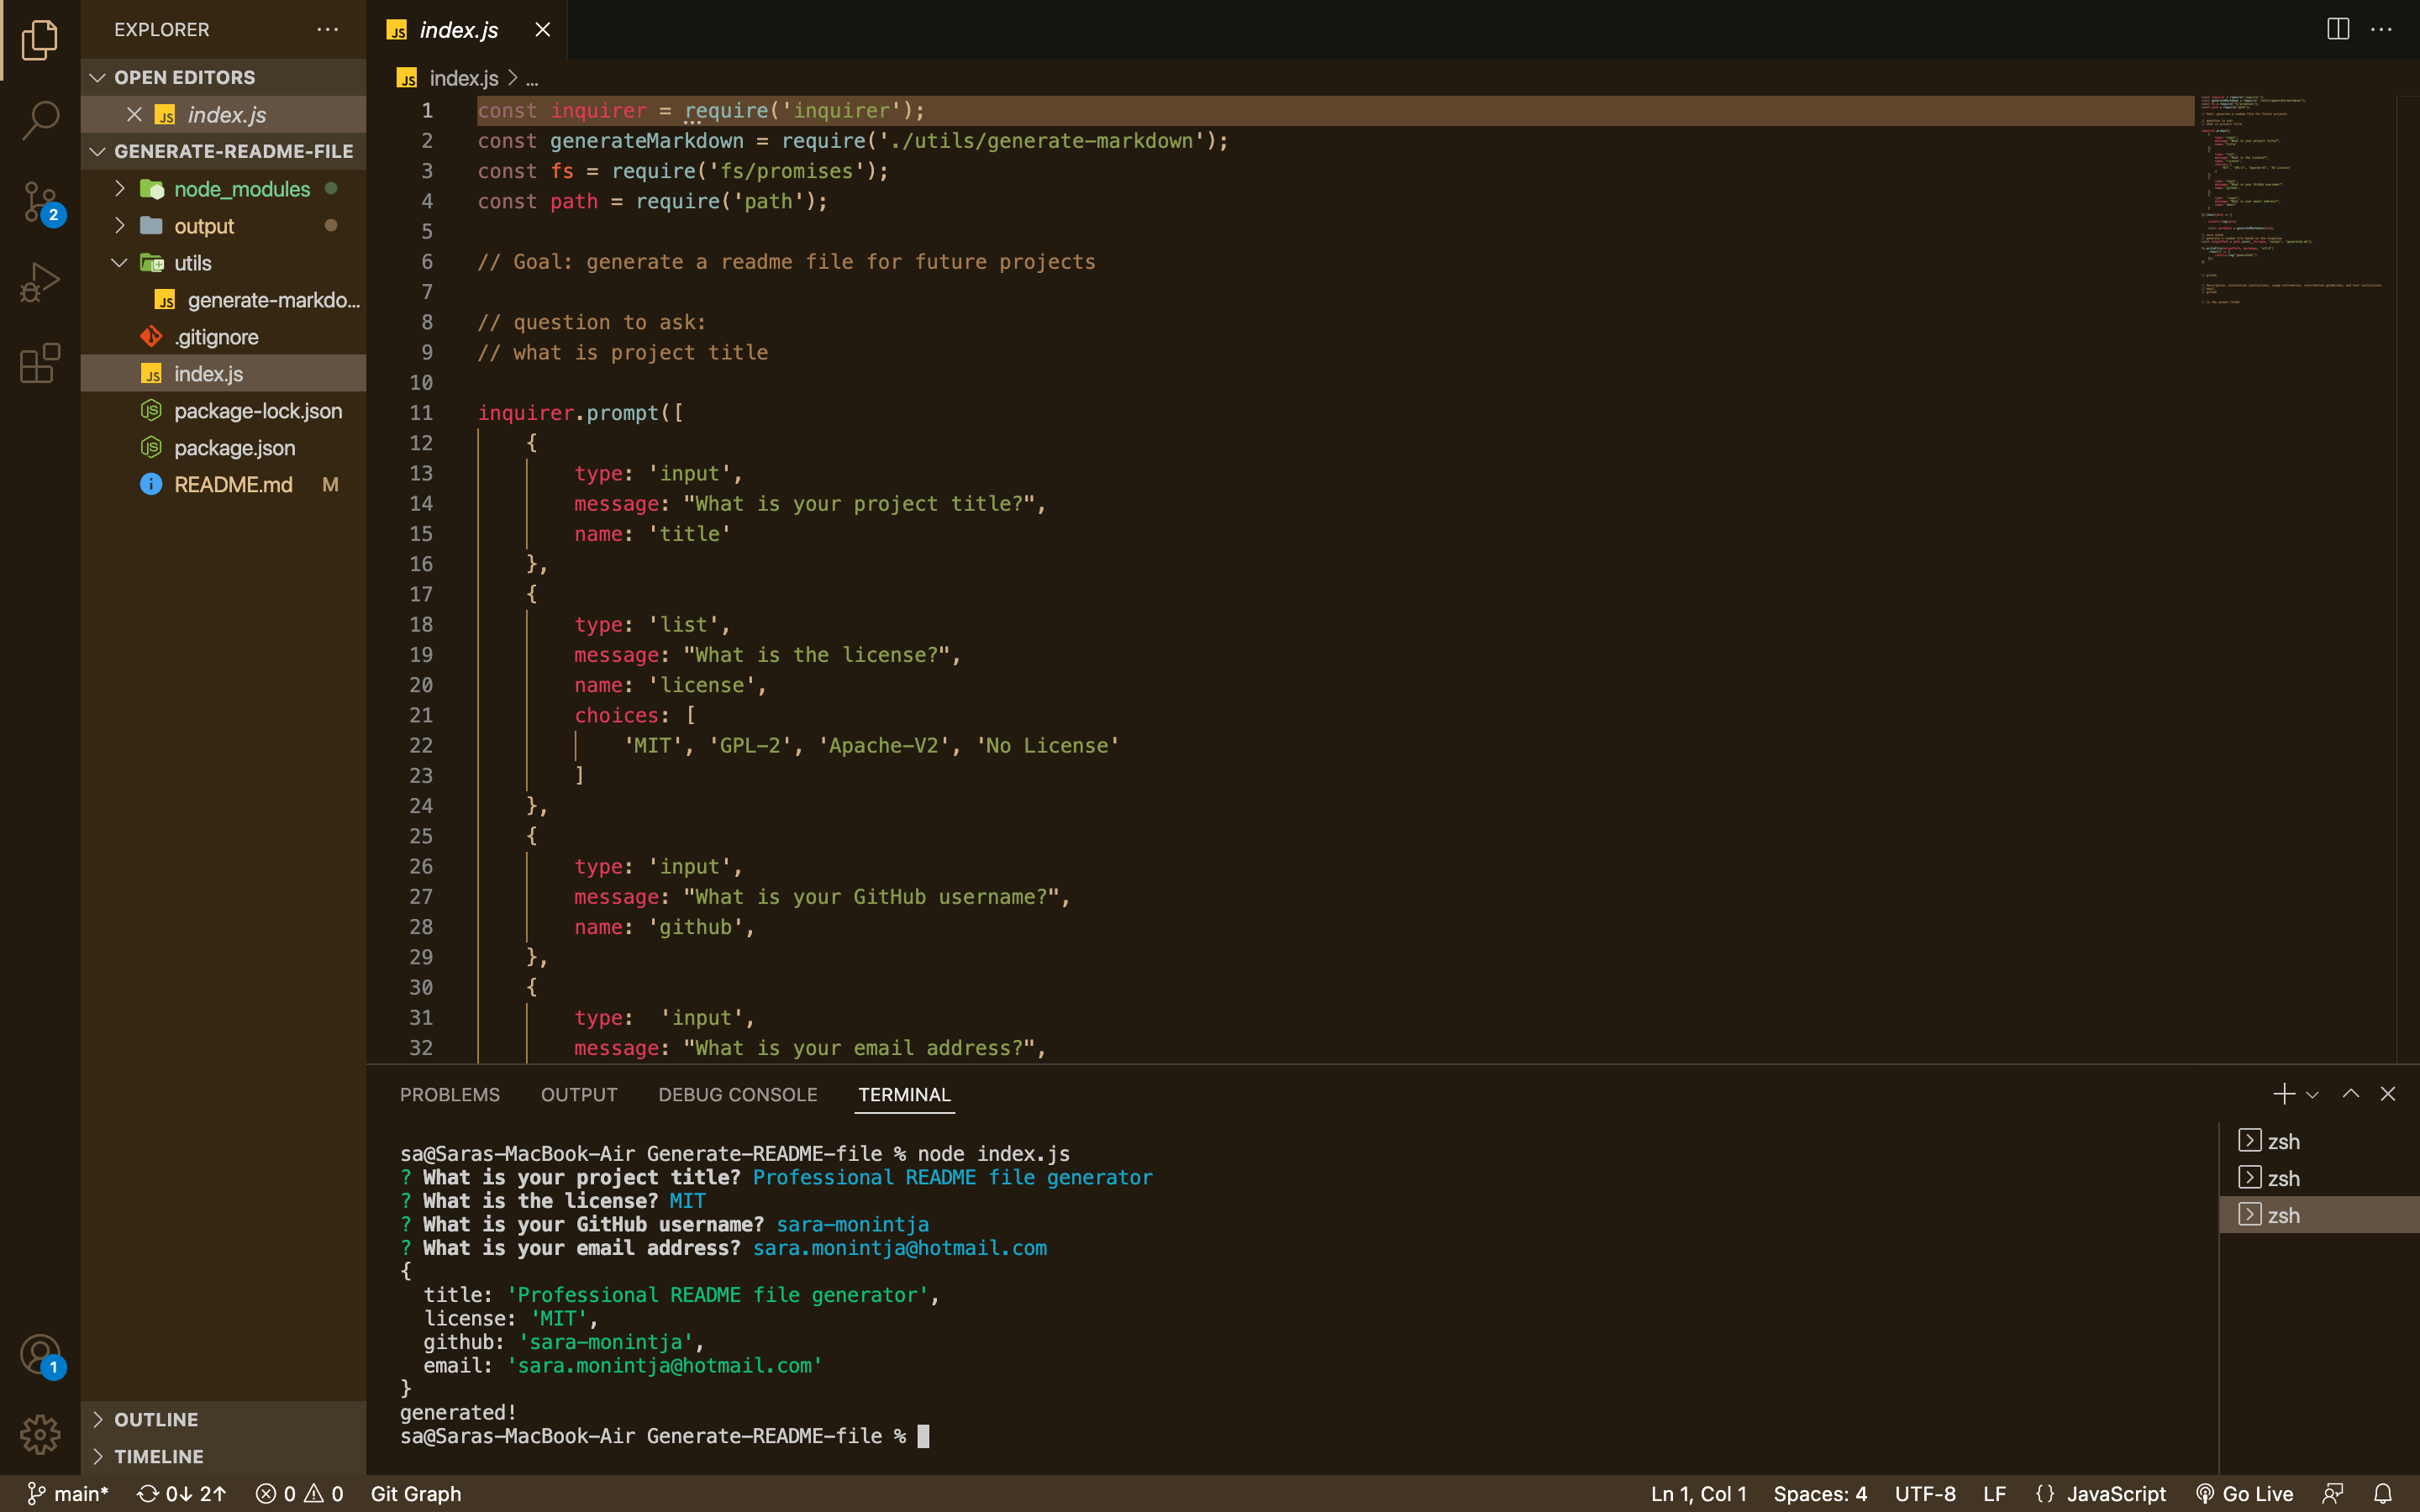 EXPLORER
OPEN EDITORS
JS index.js
GENERATE-README-FILE
node_modules
output
utils
JS generate-markdo...
.gitignore
JS index.js
package-lock.json
package.json
README.md M
OUTLINE
TIMELINE
2
1
JS index.js
JS index.js > ...
1 const inquirer = require('inquirer');
2 const generateMarkdown = require('./utils/generate-markdown');
3 const fs = require('fs/promises');
4 const path = require('path');
5
6 // Goal: generate a readme file for future projects
7
8 // question to ask:
9 // what is project title
10
11 inquirer.prompt([
12 {
13 type: 'input',
14 message: "What is your project title?",
15 name: 'title'
16 },
17 {
18 type: 'list',
19 message: "What is the license?",
20 name: 'license',
21 choices: [
22 'MIT', 'GPL-2', 'Apache-V2', 'No License'
23 ]
24 },
25 {
26 type: 'input',
27 message: "What is your GitHub username?",
28 name: 'github',
29 },
30 {
31 type:  'input',
32 message: "What is your email address?",
PROBLEMS OUTPUT DEBUG CONSOLE TERMINAL
sa@Saras-MacBook-Air Generate-README-file % node index.js
? What is your project title? Professional README file generator
? What is the license? MIT
? What is your GitHub username? sara-monintja
? What is your email address? sara.monintja@hotmail.com
{
title: 'Professional README file generator',
license: 'MIT',
github: 'sara-monintja',
email: 'sara.monintja@hotmail.com'
}
generated!
sa@Saras-MacBook-Air Generate-README-file %
zsh
zsh
zsh
main* 0↓ 2↑ 0 0 Git Graph Ln 1, Col 1 Spaces: 4 UTF-8 LF {} JavaScript Go Live